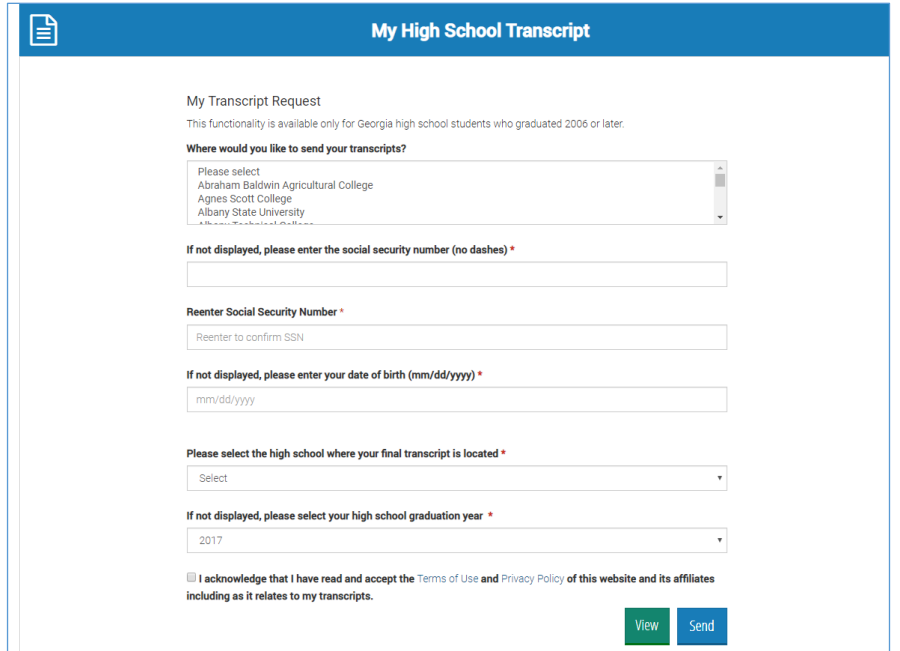 My High School Transcript
My Transcript Request
This functionality is available only for Georgia high school students who graduated 2006 or later.
Where would you like to send your transcripts?
Please select
Abraham Baldwin Agricultural College
Agnes Scott College
Albany State University
Albany Technical College
If not displayed, please enter the social security number (no dashes) *
Reenter Social Security Number *
Reenter to confirm SSN
If not displayed, please enter your date of birth (mm/dd/yyyy) *
mm/dd/yyyy
Please select the high school where your final transcript is located *
Select
If not displayed, please select your high school graduation year *
2017
I acknowledge that I have read and accept the Terms of Use and Privacy Policy of this website and its affiliates
including as it relates to my transcripts.
View Send